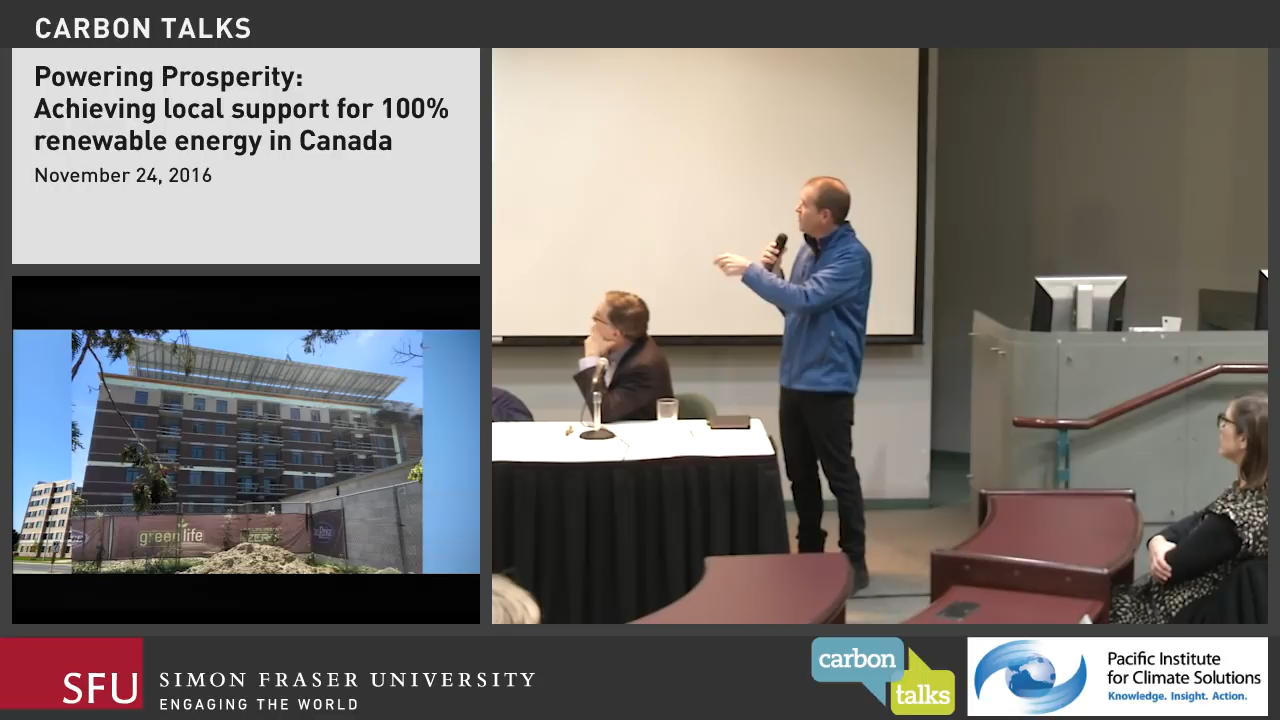 CARBON TALKS
Powering Prosperity:
Achieving local support for 100%
renewable energy in Canada
November 24, 2016
green life
ZERO
SFU
SIMON FRASER UNIVERSITY
ENGAGING THE WORLD
carbon
talks
Pacific Institute
for Climate Solutions
Knowledge. Insight. Action.